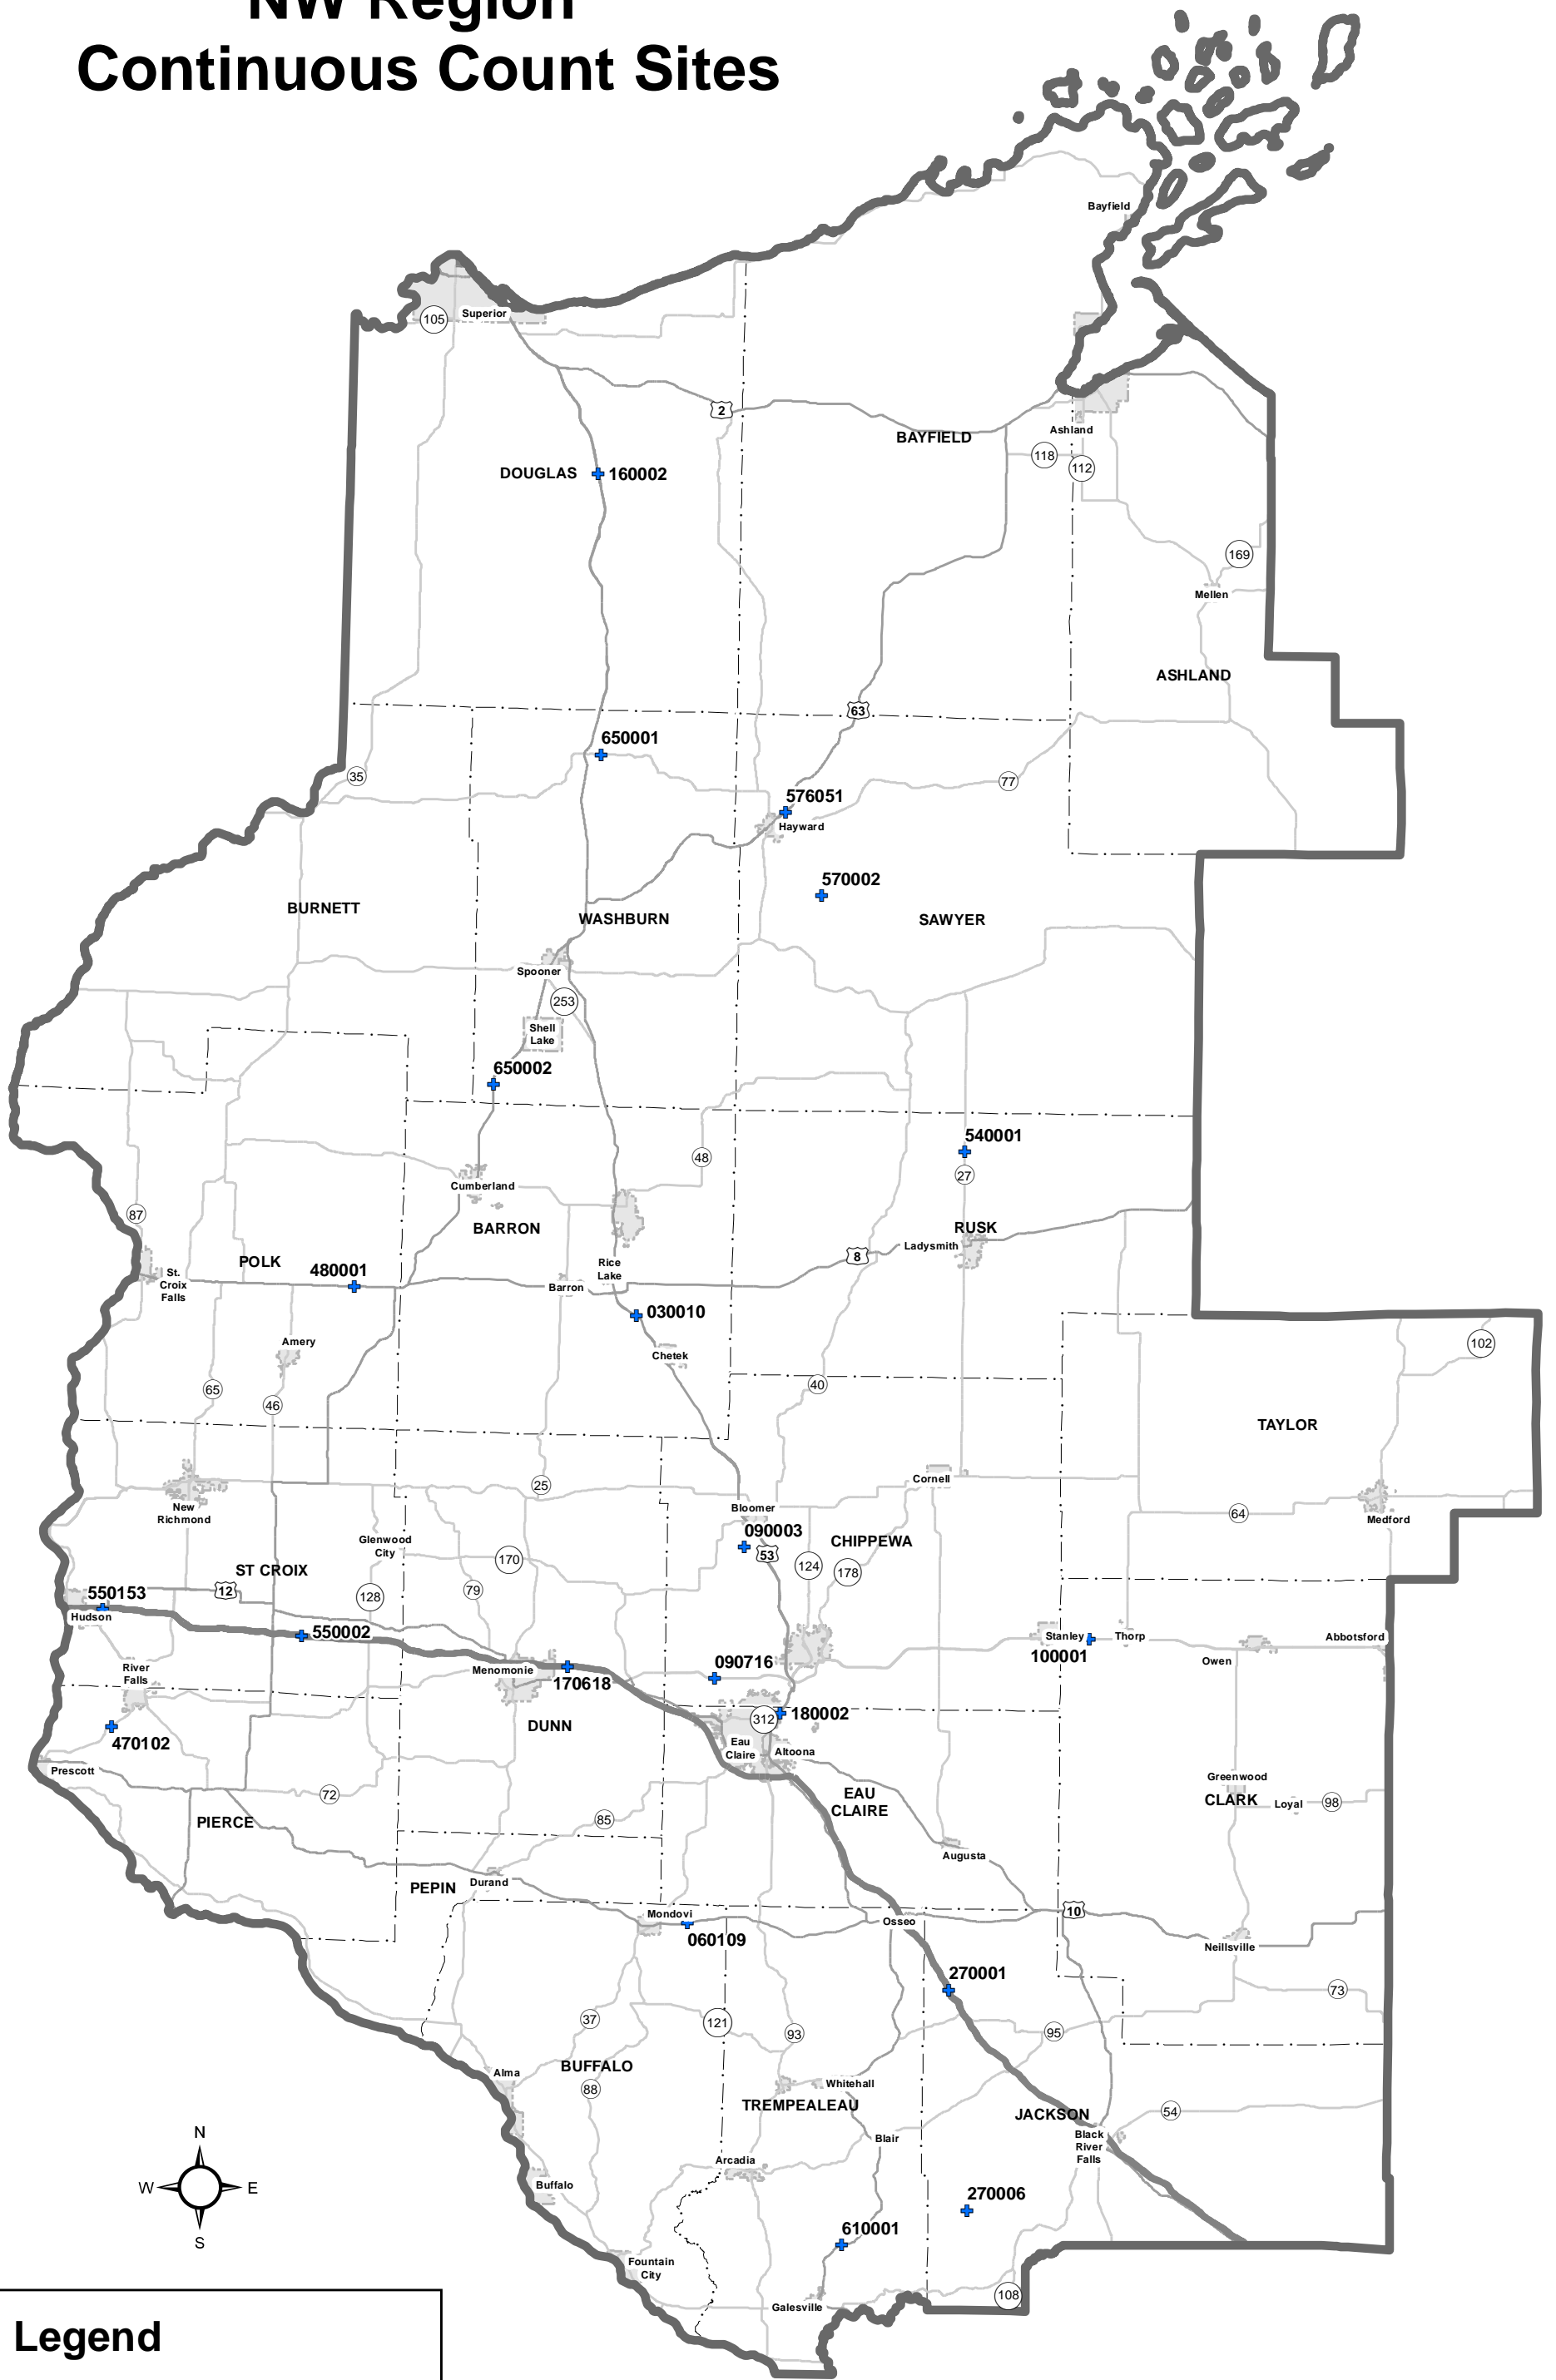 NW Region
Continuous Count Sites
Bayfield
105
Superior
2
BAYFIELD
Ashland
118
112
DOUGLAS
160002
169
Mellen
ASHLAND
63
650001
35
77
576051
Hayward
570002
BURNETT
WASHBURN
SAWYER
Spooner
253
Shell
Lake
650002
540001
48
27
Cumberland
87
BARRON
RUSK
Ladysmith
8
POLK
480001
Rice
Lake
St.
Croix
Falls
Barron
030010
Amery
Chetek
102
65
46
40
TAYLOR
Cornell
25
New
Richmond
Bloomer
64
Medford
090003
53
CHIPPEWA
Glenwood
City
170
124
178
ST CROIX
12
128
79
550153
Hudson
550002
Stanley
Thorp
Abbotsford
100001
Owen
River
Falls
Menomonie
170618
090716
312
180002
DUNN
470102
Eau
Claire
Altoona
Prescott
72
EAU
CLAIRE
Greenwood
CLARK
Loyal
98
PIERCE
85
Augusta
PEPIN
Durand
Mondovi
060109
Osseo
10
Neillsville
270001
73
37
121
93
95
BUFFALO
Alma
88
Whitehall
TREMPEALEAU
JACKSON
54
Black
River
Falls
Blair
Arcadia
N
W
E
S
Buffalo
270006
610001
Fountain
City
108
Galesville
Legend